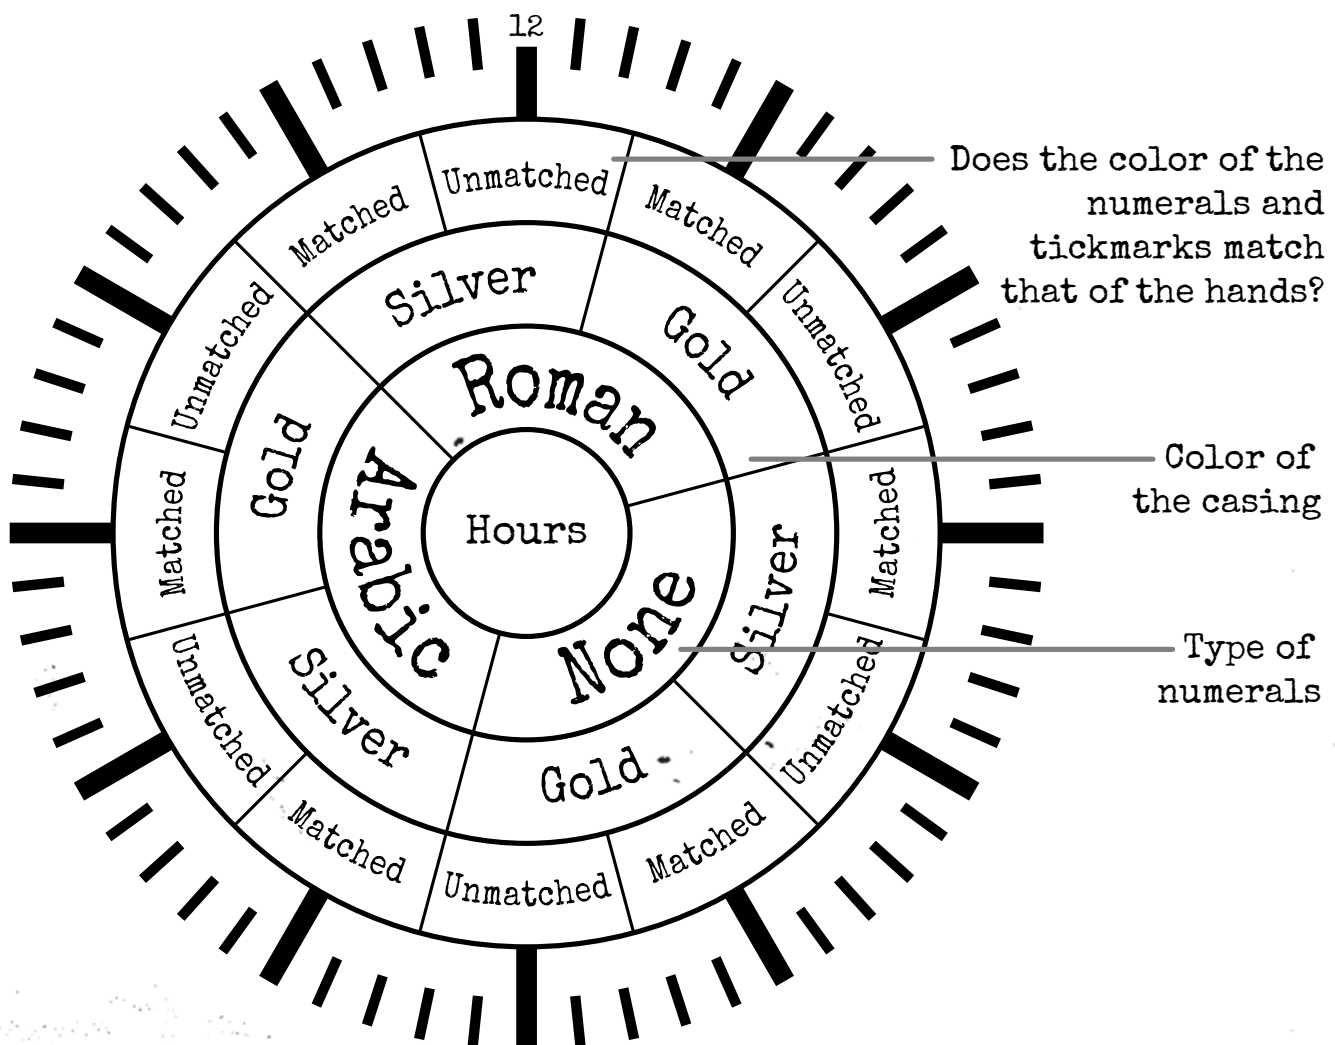 12
Unmatched
Matched
Unmatched
Matched
Unmatched
Matched
Unmatched
Matched
Unmatched
Matched
Unmatched
Matched
Silver
Gold
Silver
Gold
Silver
Gold
Roman
None
Arabic
Hours
Does the color of the
numerals and
tickmarks match
that of the hands?
Color of
the casing
Type of
numerals